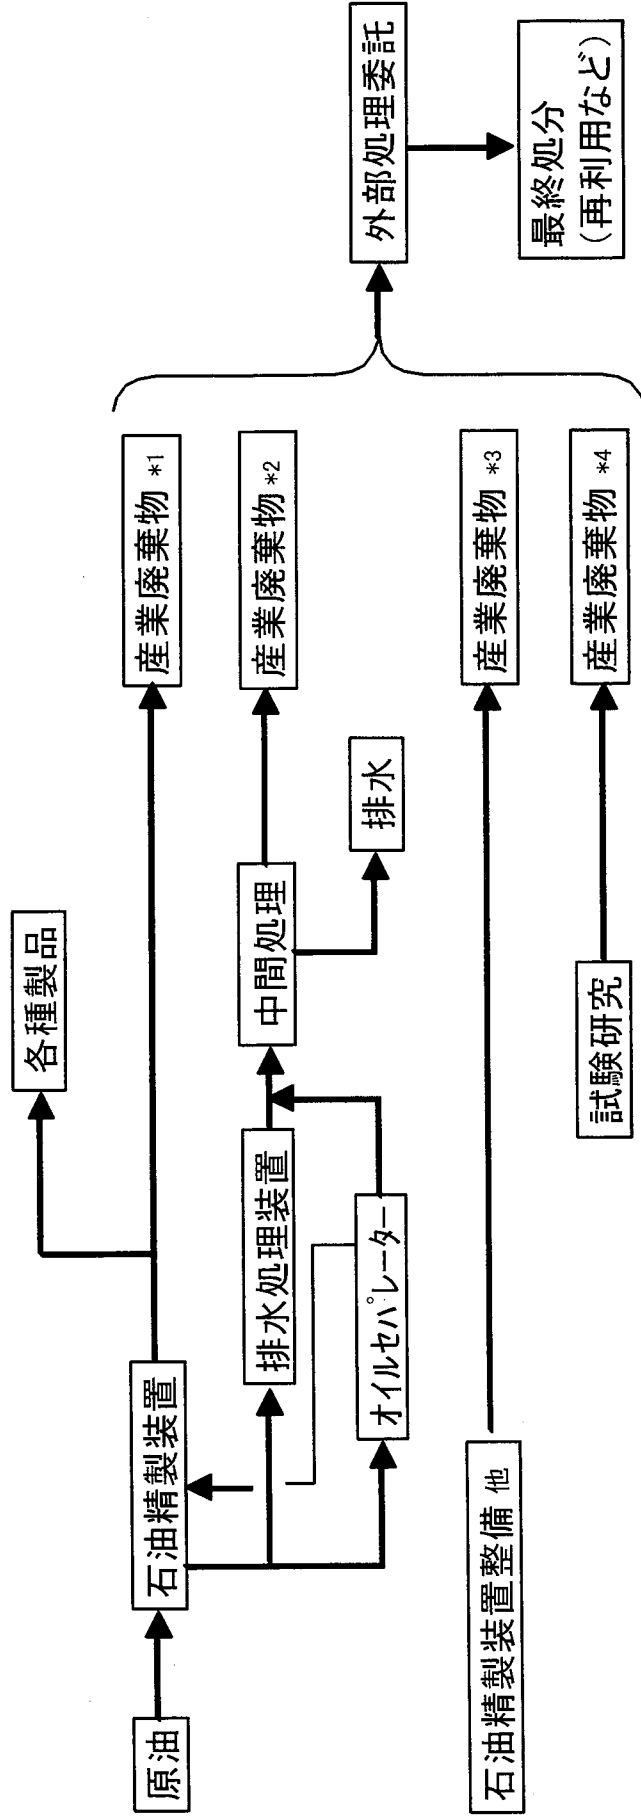 原油
石油精製装置
各種製品
排水処理装置
オイルセパレーター
中間処理
排水
産業廃棄物 *1
産業廃棄物 *2
石油精製装置整備 他
産業廃棄物 *3
試験研究
産業廃棄物 *4
外部処理委託
最終処分
(再利用など)